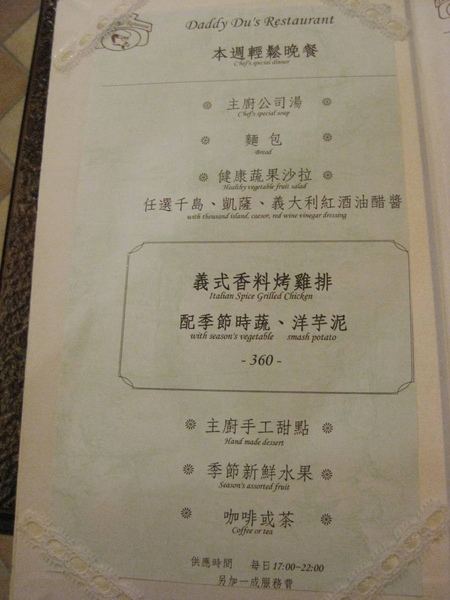 Daddy Du's Restaurant
本週輕鬆晚餐
Chef's special dinner
主廚公司湯
Chef's special soup
麵包
Bread
健康蔬果沙拉
Healthy vegetable fruit salad
任選千島、凱薩、義大利紅酒油醋醬
with thousand island, caesar, red wine vinegar dressing
義式香料烤雞排
Italian Spice Grilled Chicken
配季節時蔬、洋芋泥
with season's vegetable smash potato
- 360 -
主廚手工甜點
Hand made dessert
季節新鮮水果
Season's assorted fruit
咖啡或茶
Coffee or tea
供應時間 每日17:00~22:00
另加一成服務費